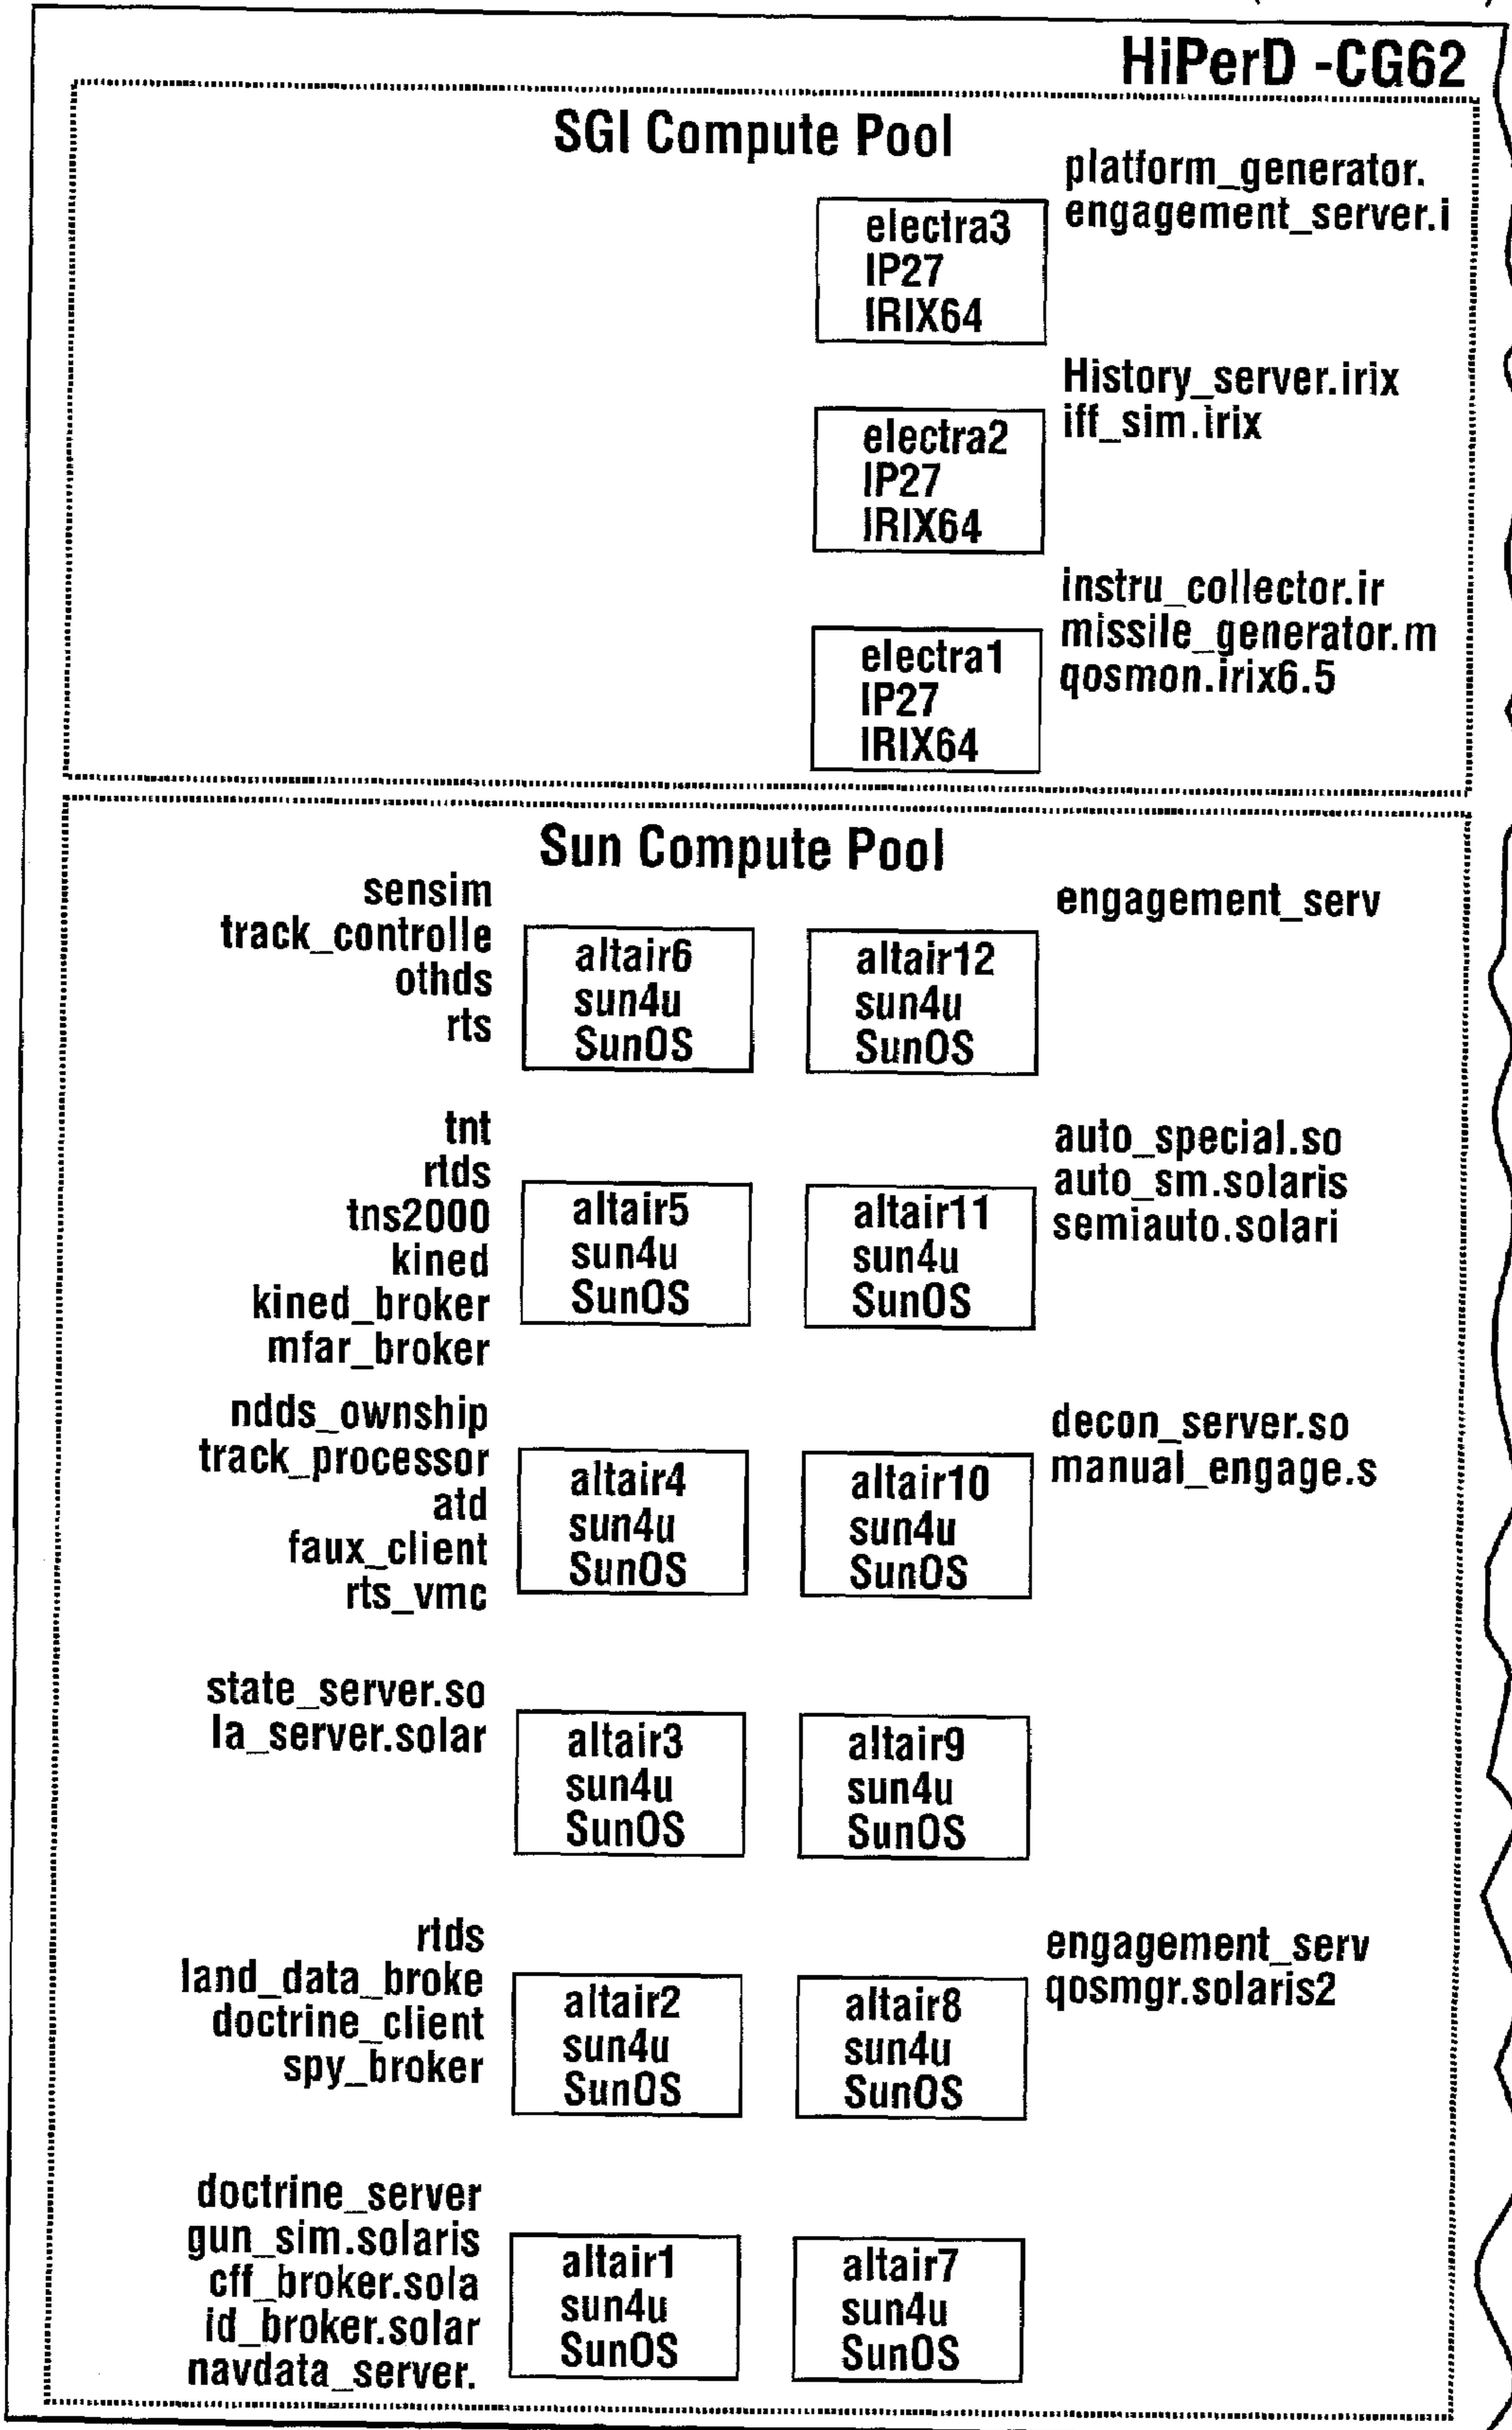 HiPerD -CG62
SGI Compute Pool
platform_generator.
engagement_server.i
electra3
IP27
IRIX64
History_server.irix
iff_sim.irix
electra2
IP27
IRIX64
instru_collector.ir
missile_generator.m
qosmon.irix6.5
electra1
IP27
IRIX64
Sun Compute Pool
sensim
track_controlle
othds
rts
altair6
sun4u
SunOS
altair12
sun4u
SunOS
engagement_serv
tnt
rtds
tns2000
kined
kined_broker
mfar_broker
altair5
sun4u
SunOS
altair11
sun4u
SunOS
auto_special.so
auto_sm.solaris
semiauto.solari
ndds_ownship
track_processor
atd
faux_client
rts_vmc
altair4
sun4u
SunOS
altair10
sun4u
SunOS
decon_server.so
manual_engage.s
state_server.so
la_server.solar
altair3
sun4u
SunOS
altair9
sun4u
SunOS
rtds
land_data_broke
doctrine_client
spy_broker
altair2
sun4u
SunOS
altair8
sun4u
SunOS
engagement_serv
qosmgr.solaris2
doctrine_server
gun_sim.solaris
cff_broker.sola
id_broker.solar
navdata_server.
altair1
sun4u
SunOS
altair7
sun4u
SunOS